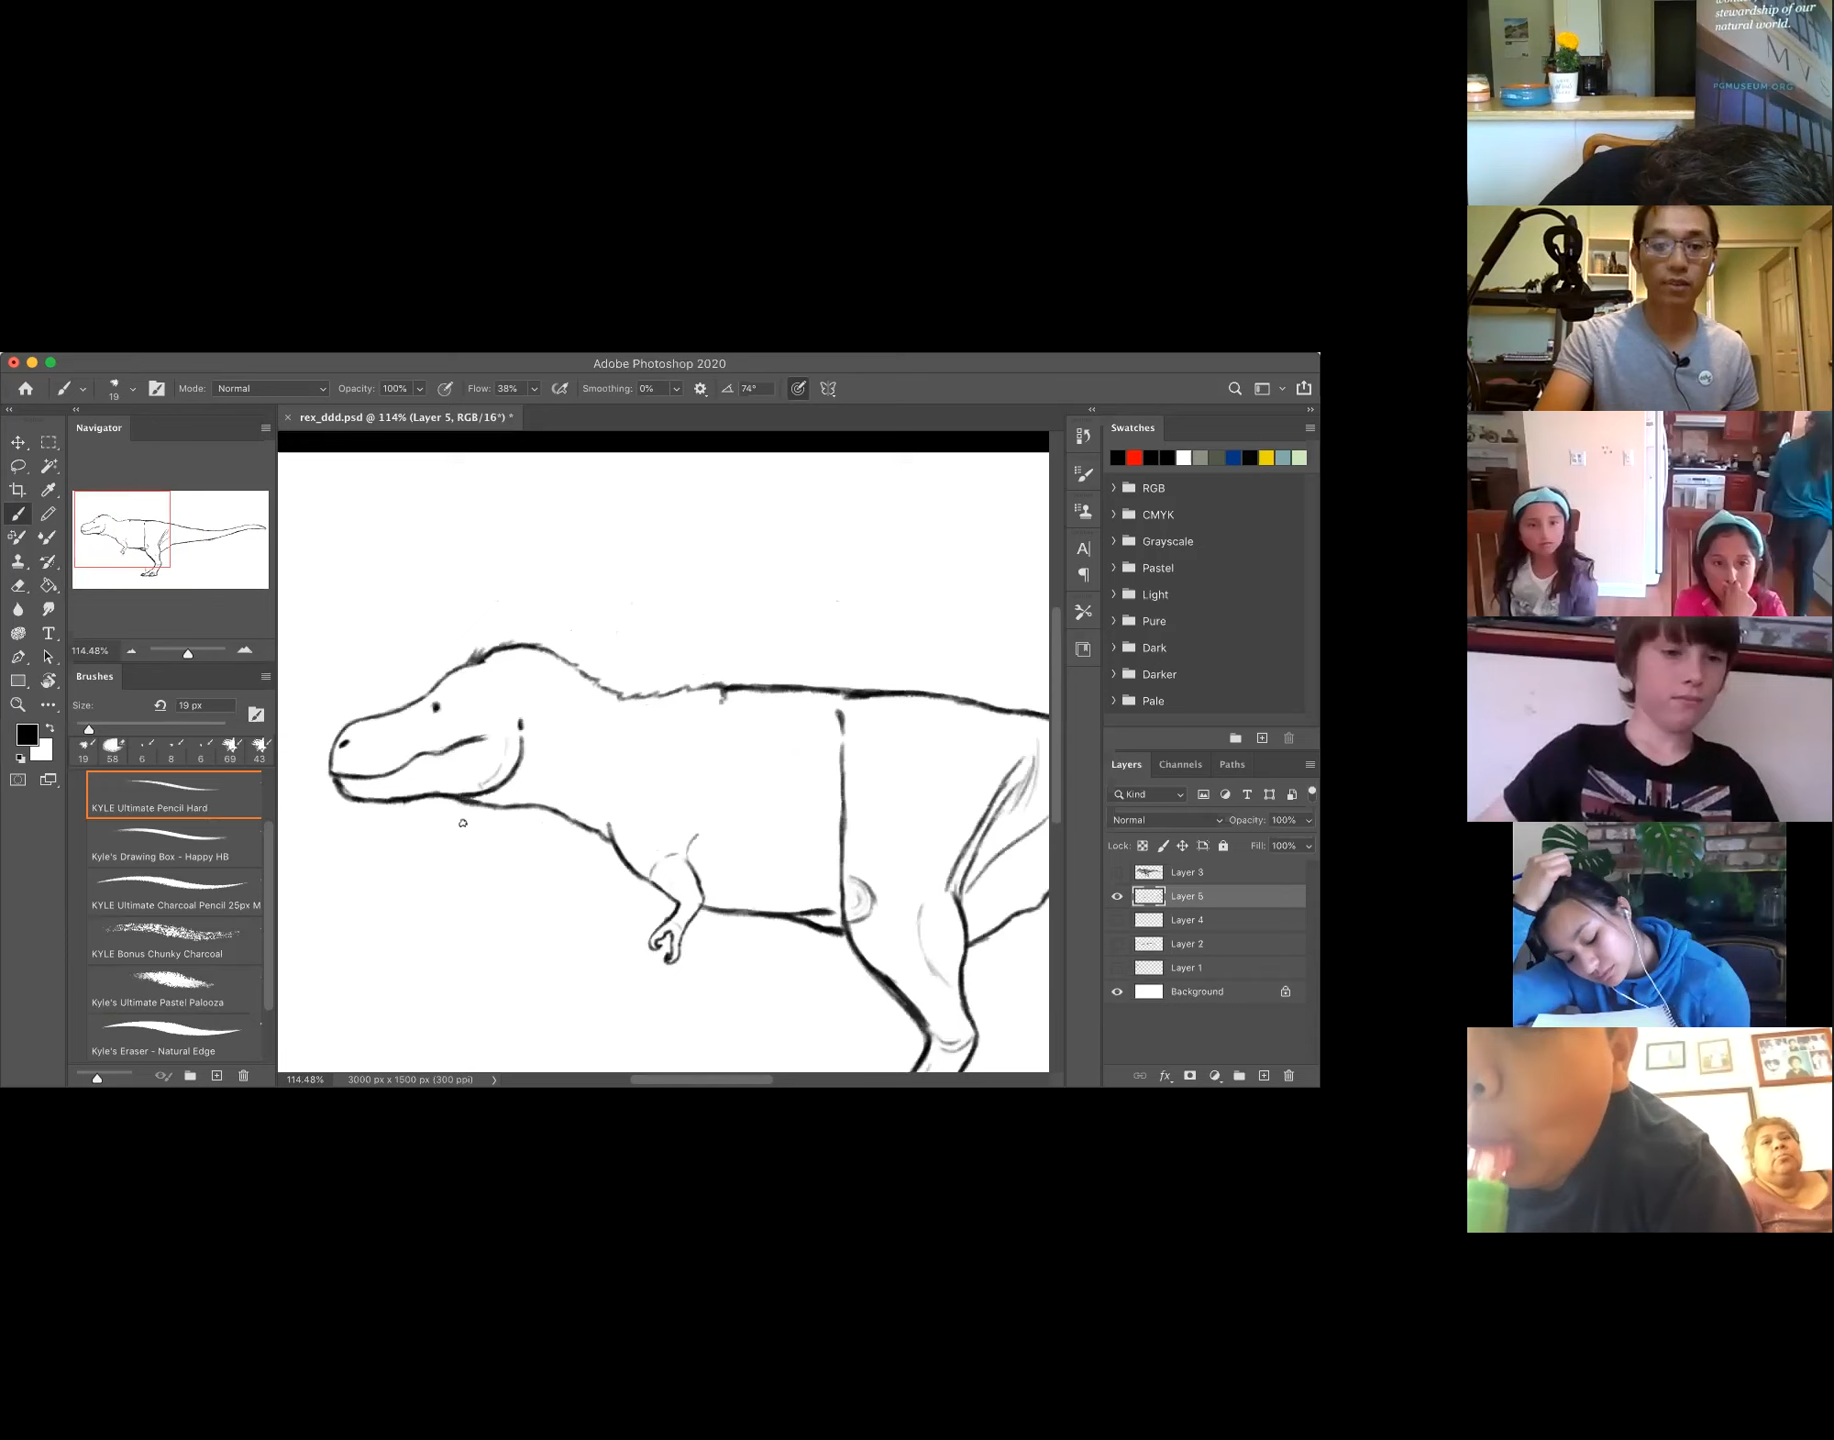 stewardship of our
natural world.
PGMUSEUM.ORG
Adobe Photoshop 2020
19
Mode: Normal
Opacity: 100%
Flow: 38%
Smoothing: 0%
74°
Navigator
rex_ddd.psd @ 114% (Layer 5, RGB/16*) *
Swatches
RGB
CMYK
Grayscale
Pastel
Light
Pure
Dark
Darker
Pale
114.48%
Brushes
Size:
19 px
19 58 6 8 6 69 43
KYLE Ultimate Pencil Hard
Kyle's Drawing Box - Happy HB
KYLE Ultimate Charcoal Pencil 25px M
KYLE Bonus Chunky Charcoal
Kyle's Ultimate Pastel Palooza
Kyle's Eraser - Natural Edge
Layers Channels Paths
Kind
Normal Opacity: 100%
Lock: Fill: 100%
Layer 3
Layer 5
Layer 4
Layer 2
Layer 1
Background
114.48% 3000 px x 1500 px (300 ppi)
fx